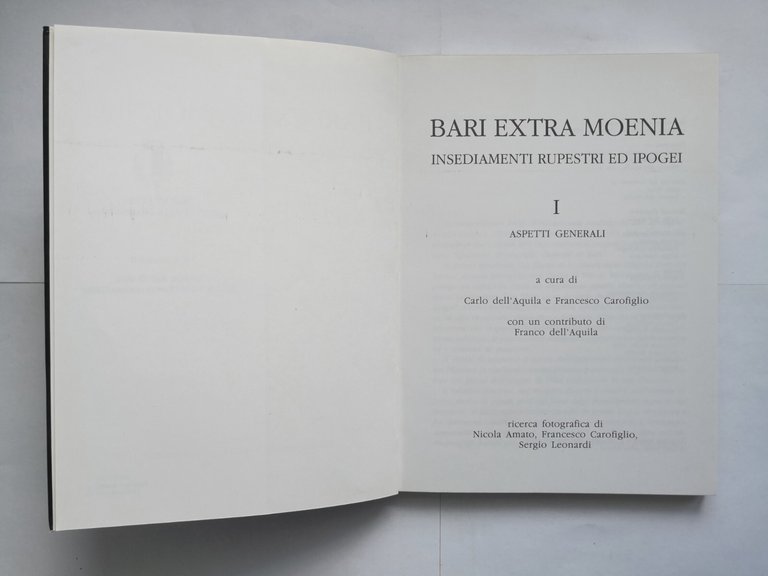 BARI EXTRA MOENIA
INSEDIAMENTI RUPESTRI ED IPOGEI
I
ASPETTI GENERALI
a cura di
Carlo dell'Aquila e Francesco Carofiglio
con un contributo di
Franco dell'Aquila
ricerca fotografica di
Nicola Amato, Francesco Carofiglio,
Sergio Leonardi